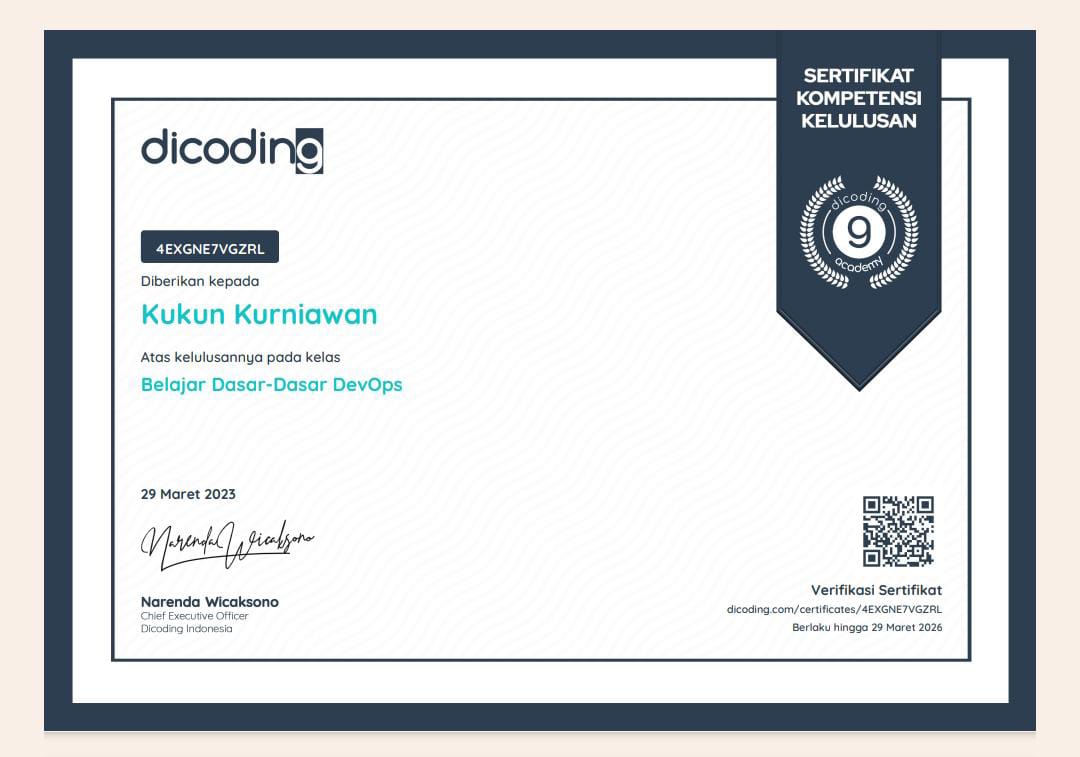 dicoding
SERTIFIKAT
KOMPETENSI
KELULUSAN
dicoding
9
academy
4EXGNE7VGZRL
Diberikan kepada
Kukun Kurniawan
Atas kelulusannya pada kelas
Belajar Dasar-Dasar DevOps
29 Maret 2023
Narenda Wicaksono
Narenda Wicaksono
Chief Executive Officer
Dicoding Indonesia
Verifikasi Sertifikat
dicoding.com/certificates/4EXGNE7VGZRL
Berlaku hingga 29 Maret 2026